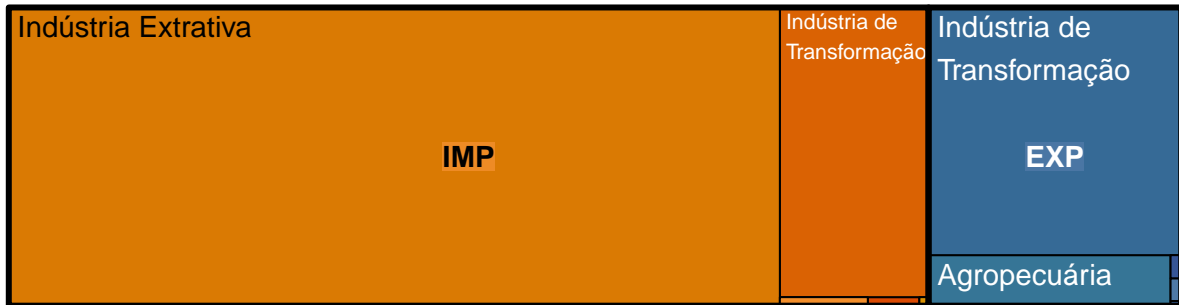 Indústria Extrativa
IMP
Indústria de
Transformação
Indústria de
Transformação
EXP
Agropecuária